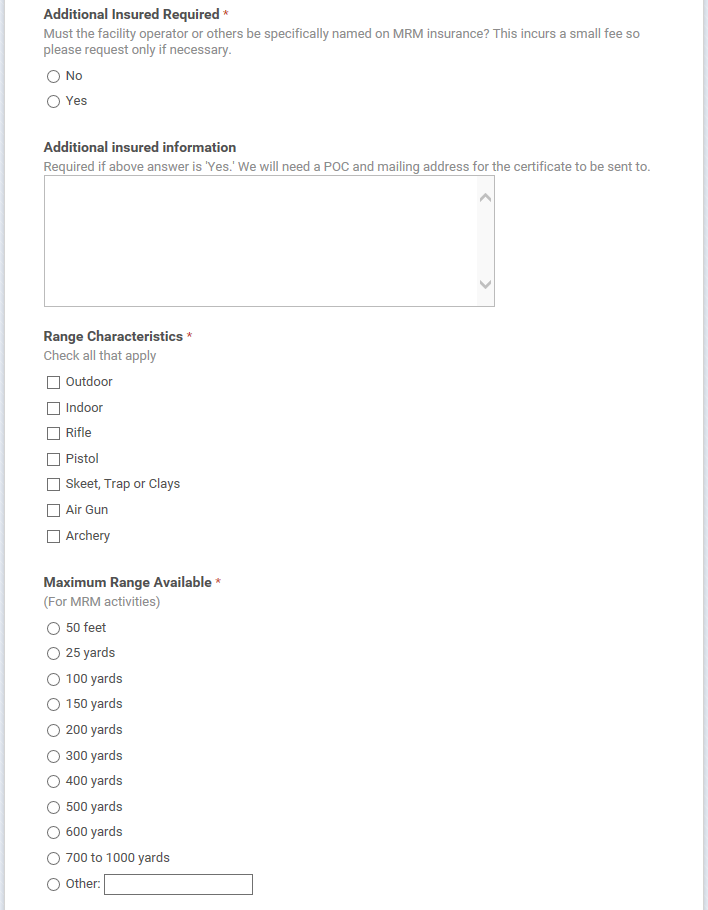 Additional Insured Required *
Must the facility operator or others be specifically named on MRM insurance? This incurs a small fee so
please request only if necessary.
No
Yes
Additional insured information
Required if above answer is 'Yes.' We will need a POC and mailing address for the certificate to be sent to.
Range Characteristics *
Check all that apply
Outdoor
Indoor
Rifle
Pistol
Skeet, Trap or Clays
Air Gun
Archery
Maximum Range Available *
(For MRM activities)
50 feet
25 yards
100 yards
150 yards
200 yards
300 yards
400 yards
500 yards
600 yards
700 to 1000 yards
Other: